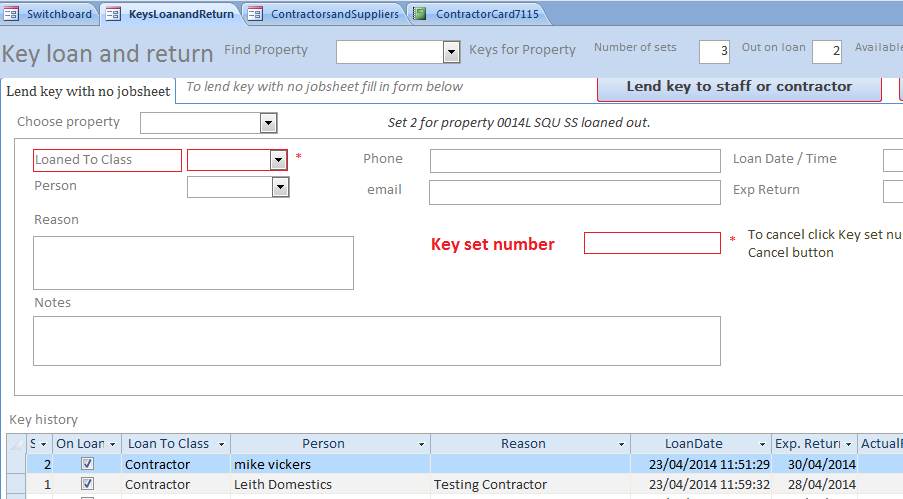 Switchboard KeysLoanandReturn ContractorsandSuppliers ContractorCard7115
Key loan and return Find Property Keys for Property Number of sets 3 Out on loan 2 Available
Lend key with no jobsheet To lend key with no jobsheet fill in form below Lend key to staff or contractor
Choose property Set 2 for property 0014L SQU SS loaned out.
Loaned To Class * Phone Loan Date / Time
Person email Exp Return
Reason
Key set number * To cancel click Key set nu
Cancel button
Notes
Key history
S On Loan Loan To Class Person Reason LoanDate Exp. Return ActualR
2 Contractor mike vickers 23/04/2014 11:51:29 30/04/2014
1 Contractor Leith Domestics Testing Contractor 23/04/2014 11:59:32 28/04/2014